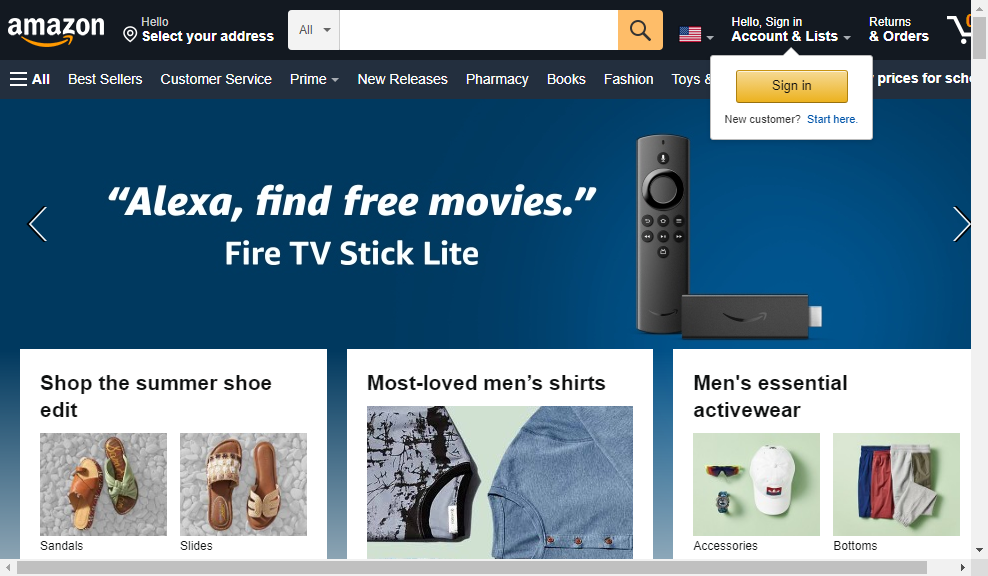 amazon
Hello
Select your address
All
Hello, Sign in
Account & Lists
Returns
& Orders
0
All
Best Sellers
Customer Service
Prime
New Releases
Pharmacy
Books
Fashion
Toys &
prices for scho
Sign in
New customer? Start here.
“Alexa, find free movies.”
Fire TV Stick Lite
Shop the summer shoe
edit
Sandals
Slides
Most-loved men’s shirts
Men's essential
activewear
Accessories
Bottoms